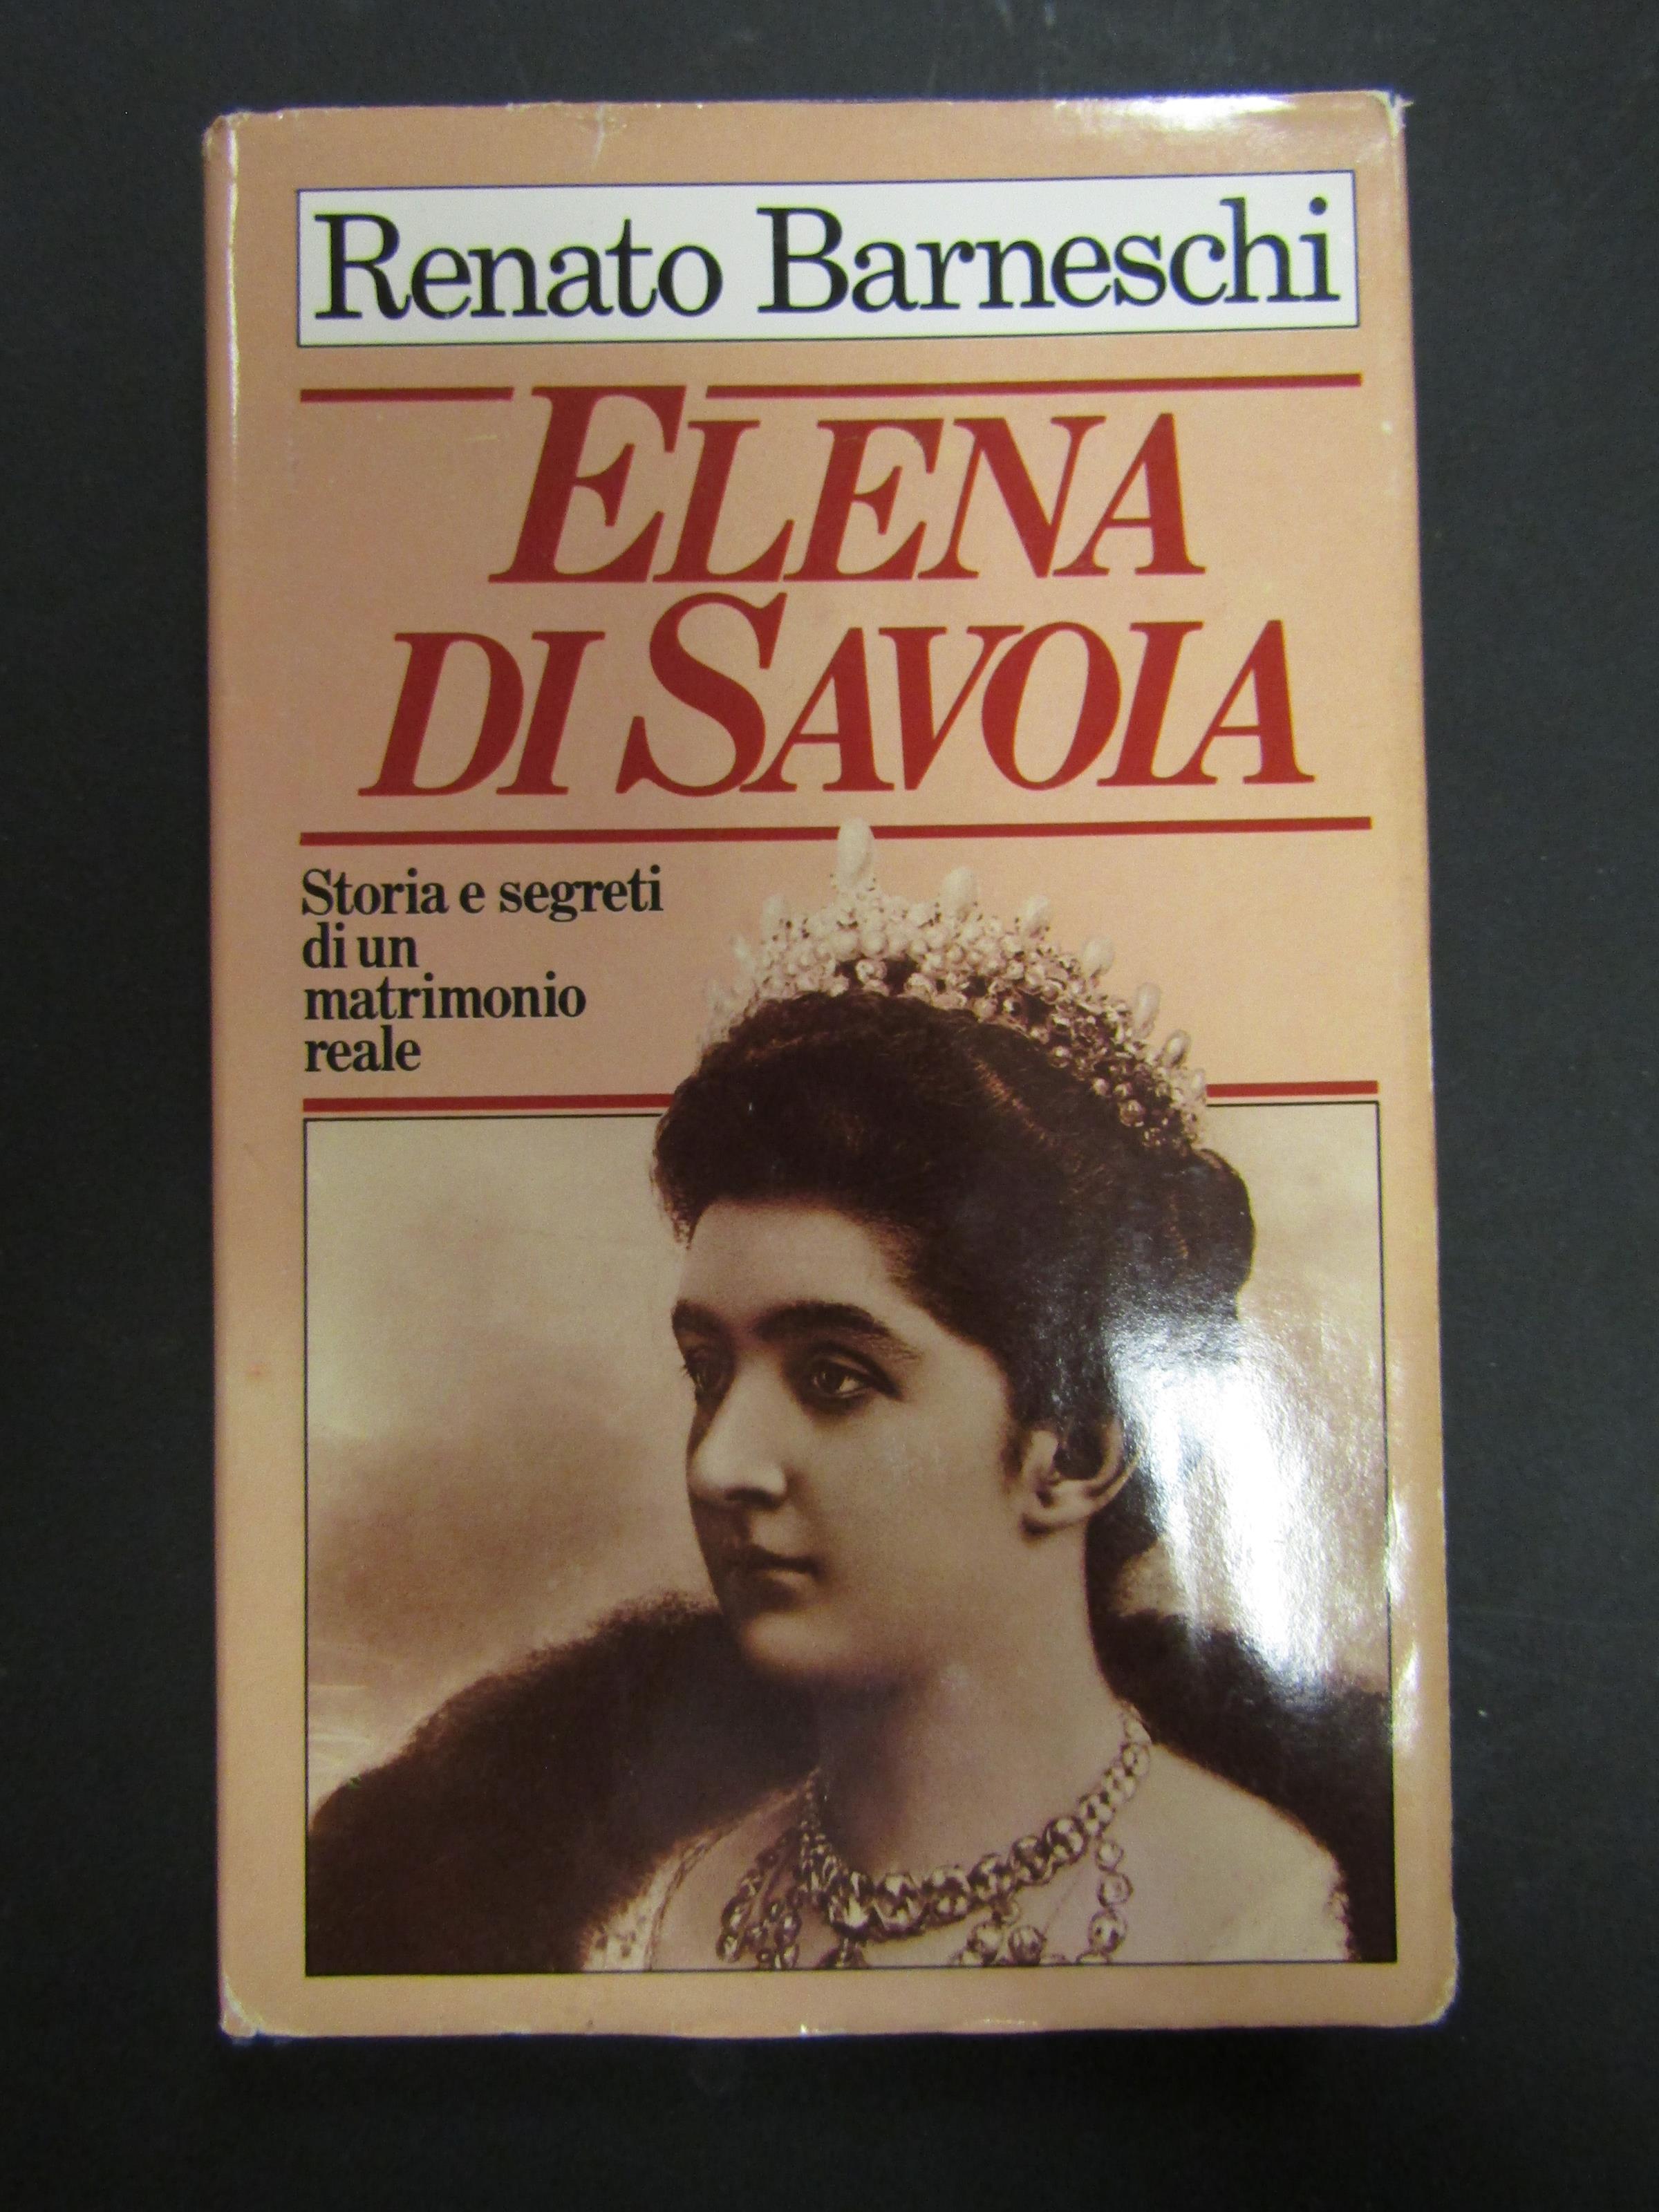 Renato Barneschi
ELENA
DI SAVOIA
Storia e segreti
di un
matrimonio
reale